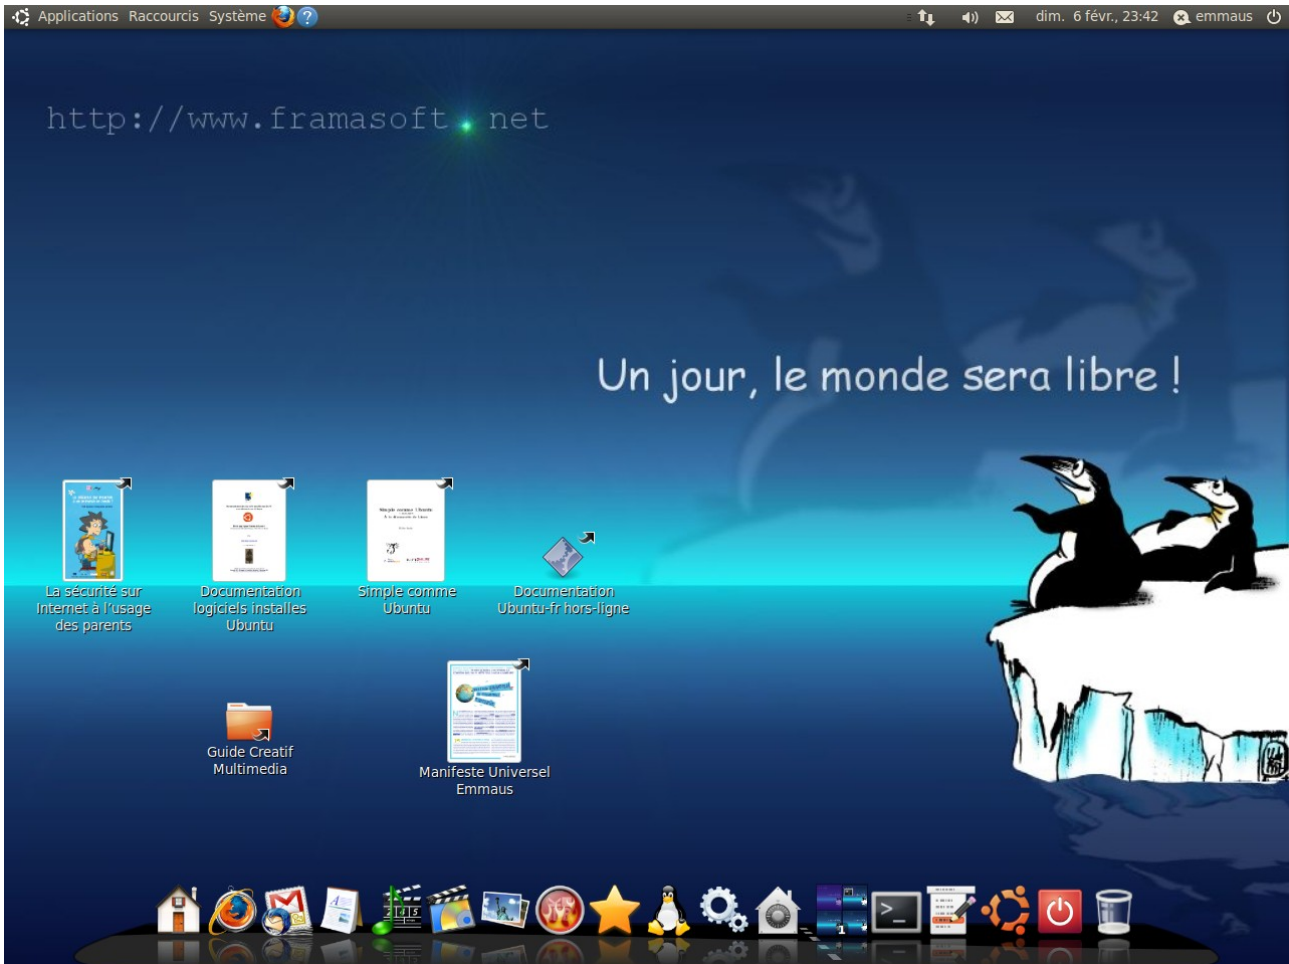 Applications Raccourcis Système
dim. 6 févr., 23:42 emmaus
http://www.framasoft.net
Un jour, le monde sera libre !
La sécurité sur
Internet à l'usage
des parents
Documentation
logiciels installes
Ubuntu
Simple comme
Ubuntu
Documentation
Ubuntu-fr hors-ligne
Guide Creatif
Multimedia
Manifeste Universel
Emmaus